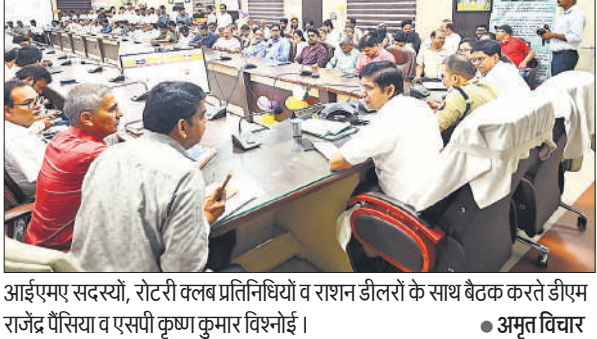 आईएमए सदस्यों, रोटरी क्लब प्रतिनिधियों व राशन डीलरों के साथ बैठक करते डीएम
राजेंद्र पैंसिया व एसपी कृष्ण कुमार विश्नोई। ● अमृत विचार